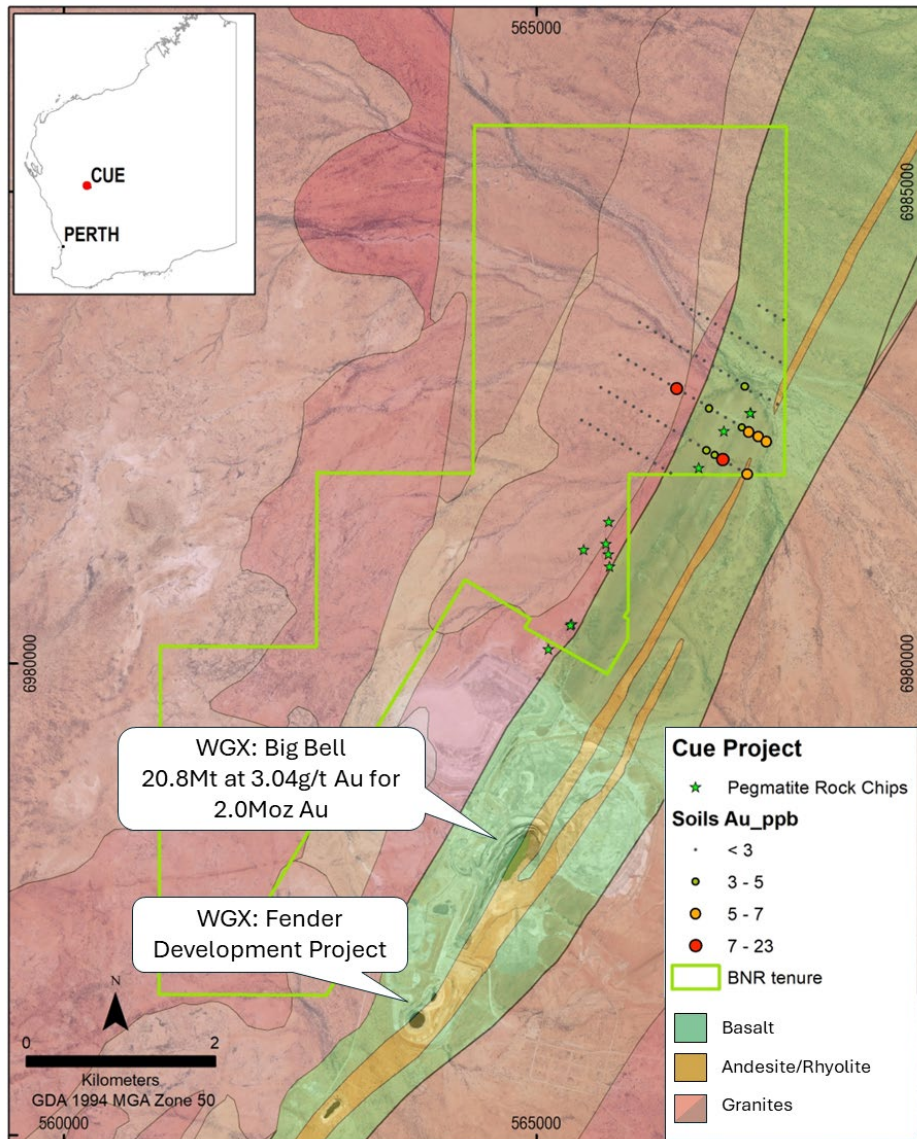 565000
CUE
PERTH
6985000
6985000
6980000
6980000
WGX: Big Bell
20.8Mt at 3.04g/t Au for
2.0Moz Au
WGX: Fender
Development Project
N
0 2
Kilometers
GDA 1994 MGA Zone 50
560000
565000
Cue Project
Pegmatite Rock Chips
Soils Au_ppb
< 3
3 - 5
5 - 7
7 - 23
BNR tenure
Basalt
Andesite/Rhyolite
Granites